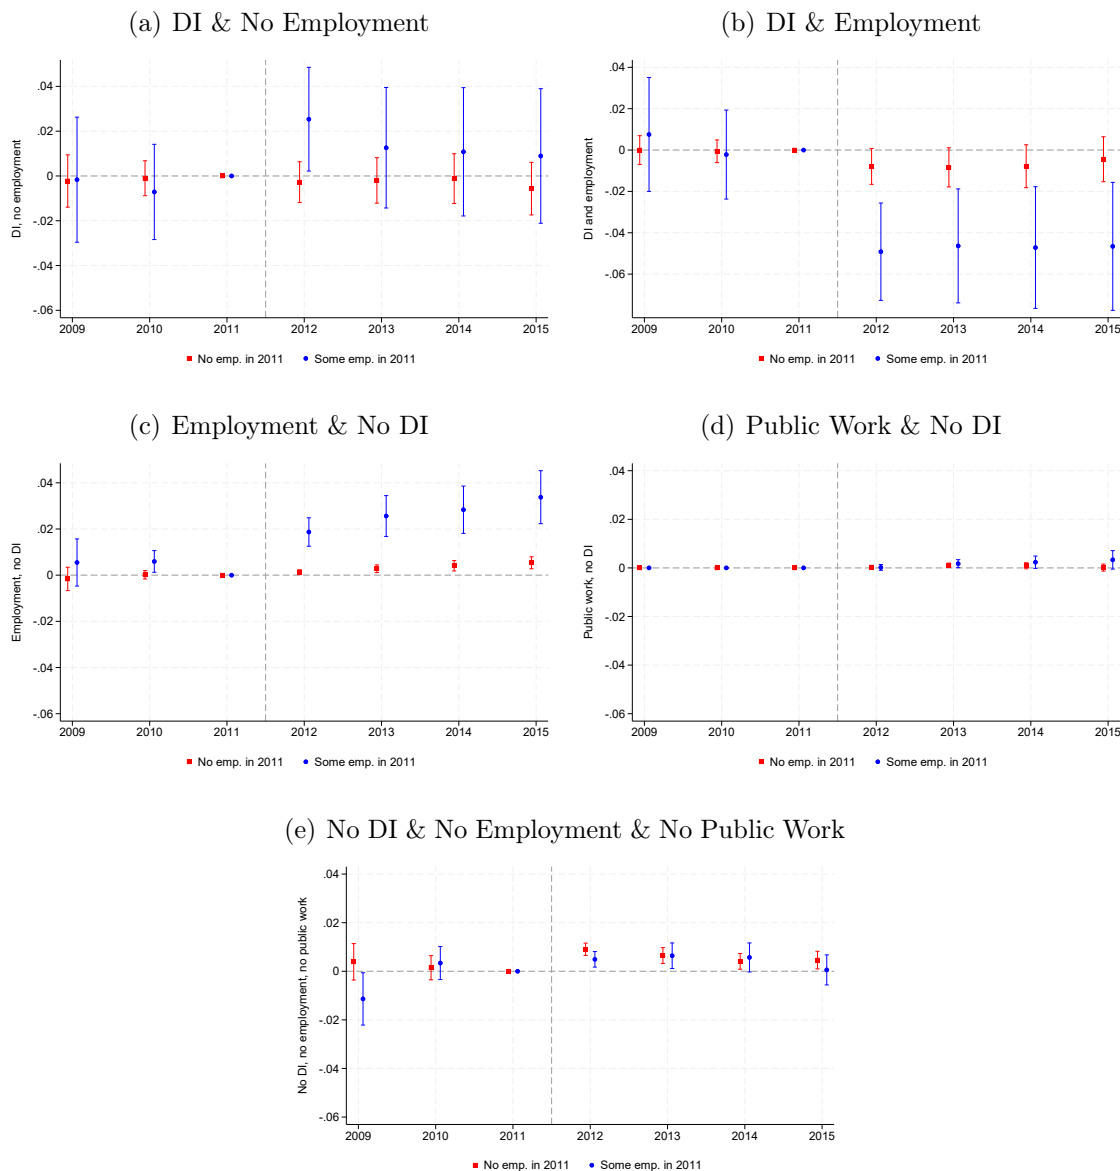 (a) DI & No Employment
DI, no employment
.04
.02
0
-.02
-.04
-.06
2009 2010 2011 2012 2013 2014 2015
No emp. in 2011 Some emp. in 2011
(b) DI & Employment
DI and employment
.04
.02
0
-.02
-.04
-.06
2009 2010 2011 2012 2013 2014 2015
No emp. in 2011 Some emp. in 2011
(c) Employment & No DI
Employment, no DI
.04
.02
0
-.02
-.04
-.06
2009 2010 2011 2012 2013 2014 2015
No emp. in 2011 Some emp. in 2011
(d) Public Work & No DI
Public work, no DI
.04
.02
0
-.02
-.04
-.06
2009 2010 2011 2012 2013 2014 2015
No emp. in 2011 Some emp. in 2011
(e) No DI & No Employment & No Public Work
No DI, no employment, no public work
.04
.02
0
-.02
-.04
-.06
2009 2010 2011 2012 2013 2014 2015
No emp. in 2011 Some emp. in 2011